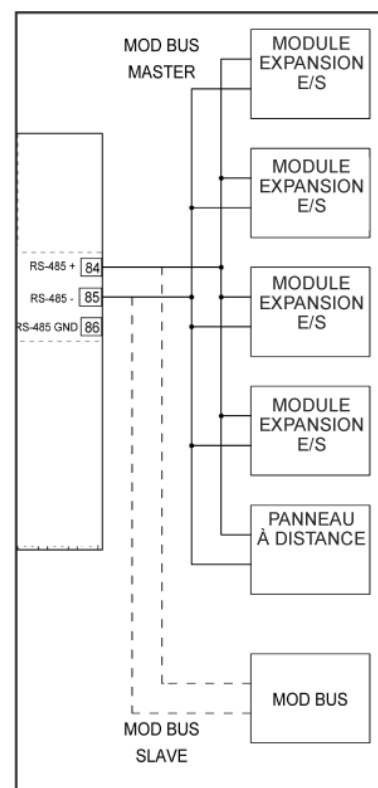 MOD BUS
MASTER
MODULE
EXPANSION
E/S
MODULE
EXPANSION
E/S
RS-485 + 84
RS-485 - 85
RS-485 GND 86
MODULE
EXPANSION
E/S
MODULE
EXPANSION
E/S
PANNEAU
À DISTANCE
MOD BUS
MOD BUS
SLAVE